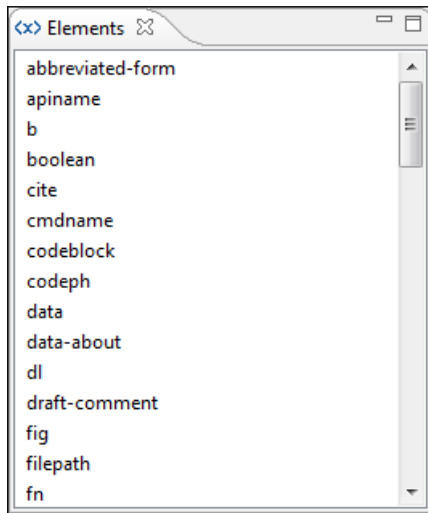 <x> Elements
abbreviated-form
apiname
b
boolean
cite
cmdname
codeblock
codeph
data
data-about
dl
draft-comment
fig
filepath
fn